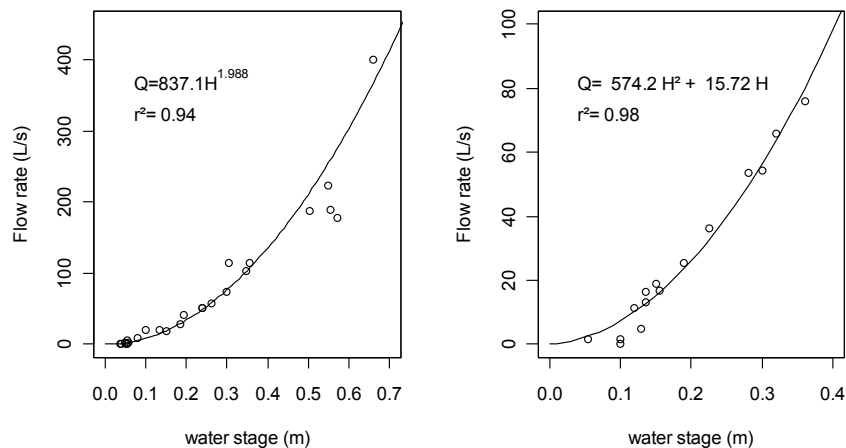 Q=837.1H^1.988
r²= 0.94
Flow rate (L/s)
400
300
200
100
0
0.0 0.1 0.2 0.3 0.4 0.5 0.6 0.7
water stage (m)
Q= 574.2 H² + 15.72 H
r²= 0.98
Flow rate (L/s)
100
80
60
40
20
0
0.0 0.1 0.2 0.3 0.4
water stage (m)